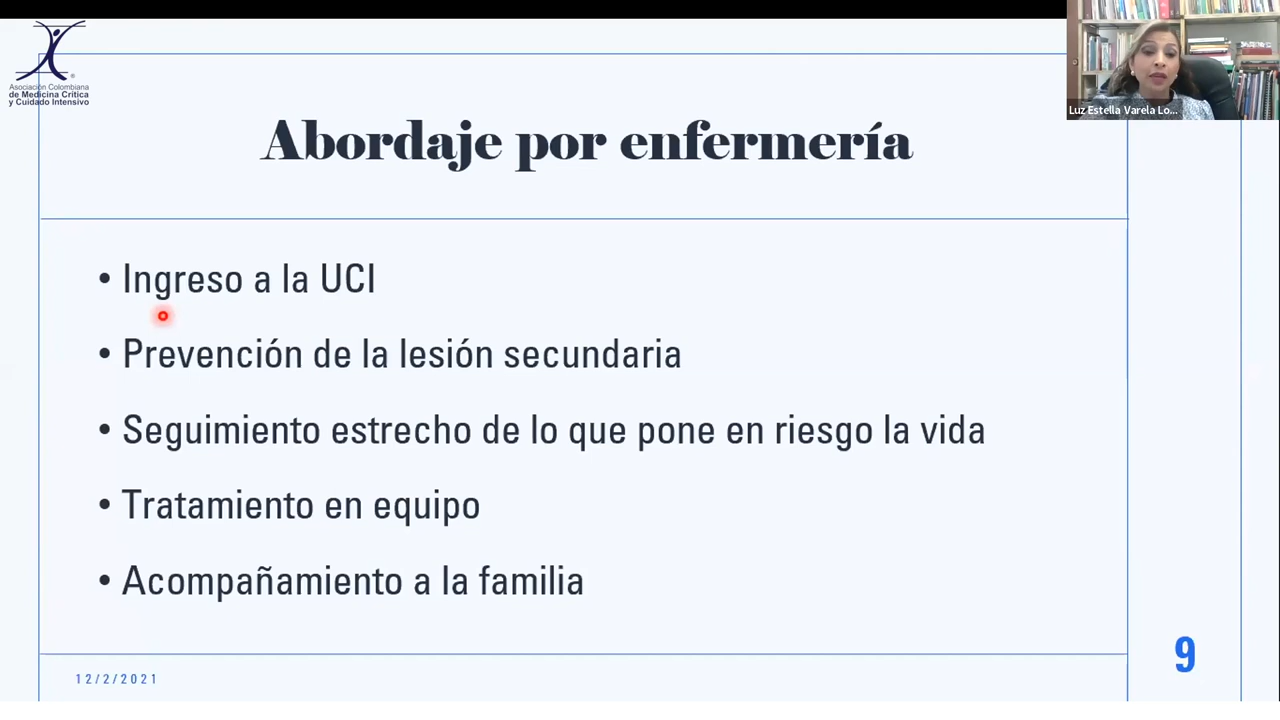 Asociación Colombiana
de Medicina Crítica
y Cuidado Intensivo
Luz Estella Varela Lo...
Abordaje por enfermería
• Ingreso a la UCI
• Prevención de la lesión secundaria
• Seguimiento estrecho de lo que pone en riesgo la vida
• Tratamiento en equipo
• Acompañamiento a la familia
9
12/2/2021